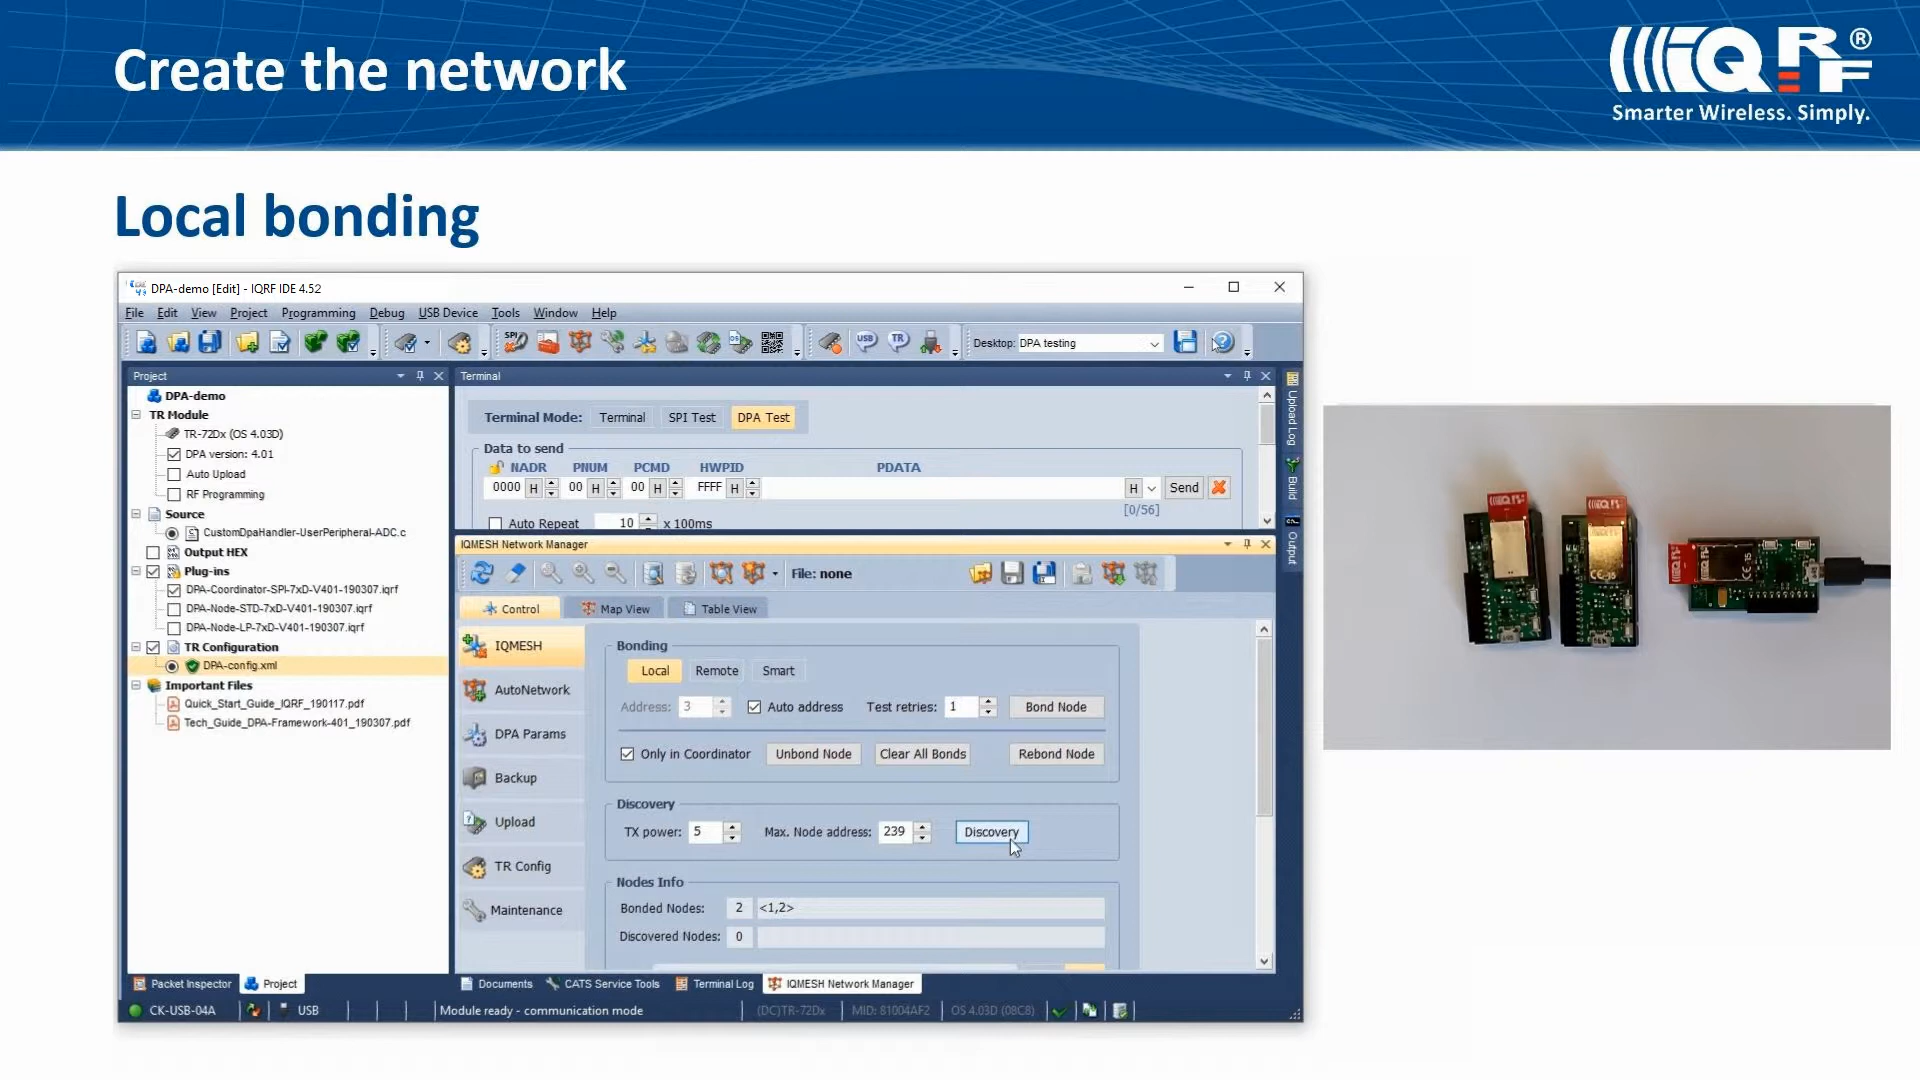 Create the network
IQRF®
Smarter Wireless. Simply.
Local bonding
DPA-demo [Edit] - IQRF IDE 4.52
File Edit View Project Programming Debug USB Device Tools Window Help
SPI OS USB TR Desktop: DPA testing
Project
DPA-demo
TR Module
TR-72Dx (OS 4.03D)
DPA version: 4.01
Auto Upload
RF Programming
Source
CustomDpaHandler-UserPeripheral-ADC.c
Output HEX
Plug-ins
DPA-Coordinator-SPI-7xD-V401-190307.iqrf
DPA-Node-STD-7xD-V401-190307.iqrf
DPA-Node-LP-7xD-V401-190307.iqrf
TR Configuration
DPA-config.xml
Important Files
Quick_Start_Guide_IQRF_190117.pdf
Tech_Guide_DPA-Framework-401_190307.pdf
Packet Inspector Project
Terminal
Terminal Mode: Terminal SPI Test DPA Test
Data to send
NADR PNUM PCMD HWPID PDATA
0000 H 00 H 00 H FFFF H H Send
[0/56]
Auto Repeat 10 x 100ms
IQMESH Network Manager
File: none
Control Map View Table View
IQMESH
AutoNetwork
DPA Params
Backup
Upload
TR Config
Maintenance
Bonding
Local Remote Smart
Address: 3 Auto address Test retries: 1 Bond Node
Only in Coordinator Unbond Node Clear All Bonds Rebond Node
Discovery
TX power: 5 Max. Node address: 239 Discovery
Nodes Info
Bonded Nodes: 2 <1,2>
Discovered Nodes: 0
Documents CATS Service Tools Terminal Log IQMESH Network Manager
Upload Log
Build
Output
CK-USB-04A USB Module ready - communication mode (DC)TR-72Dx MID: 81004AF2 OS 4.03D (08C8)